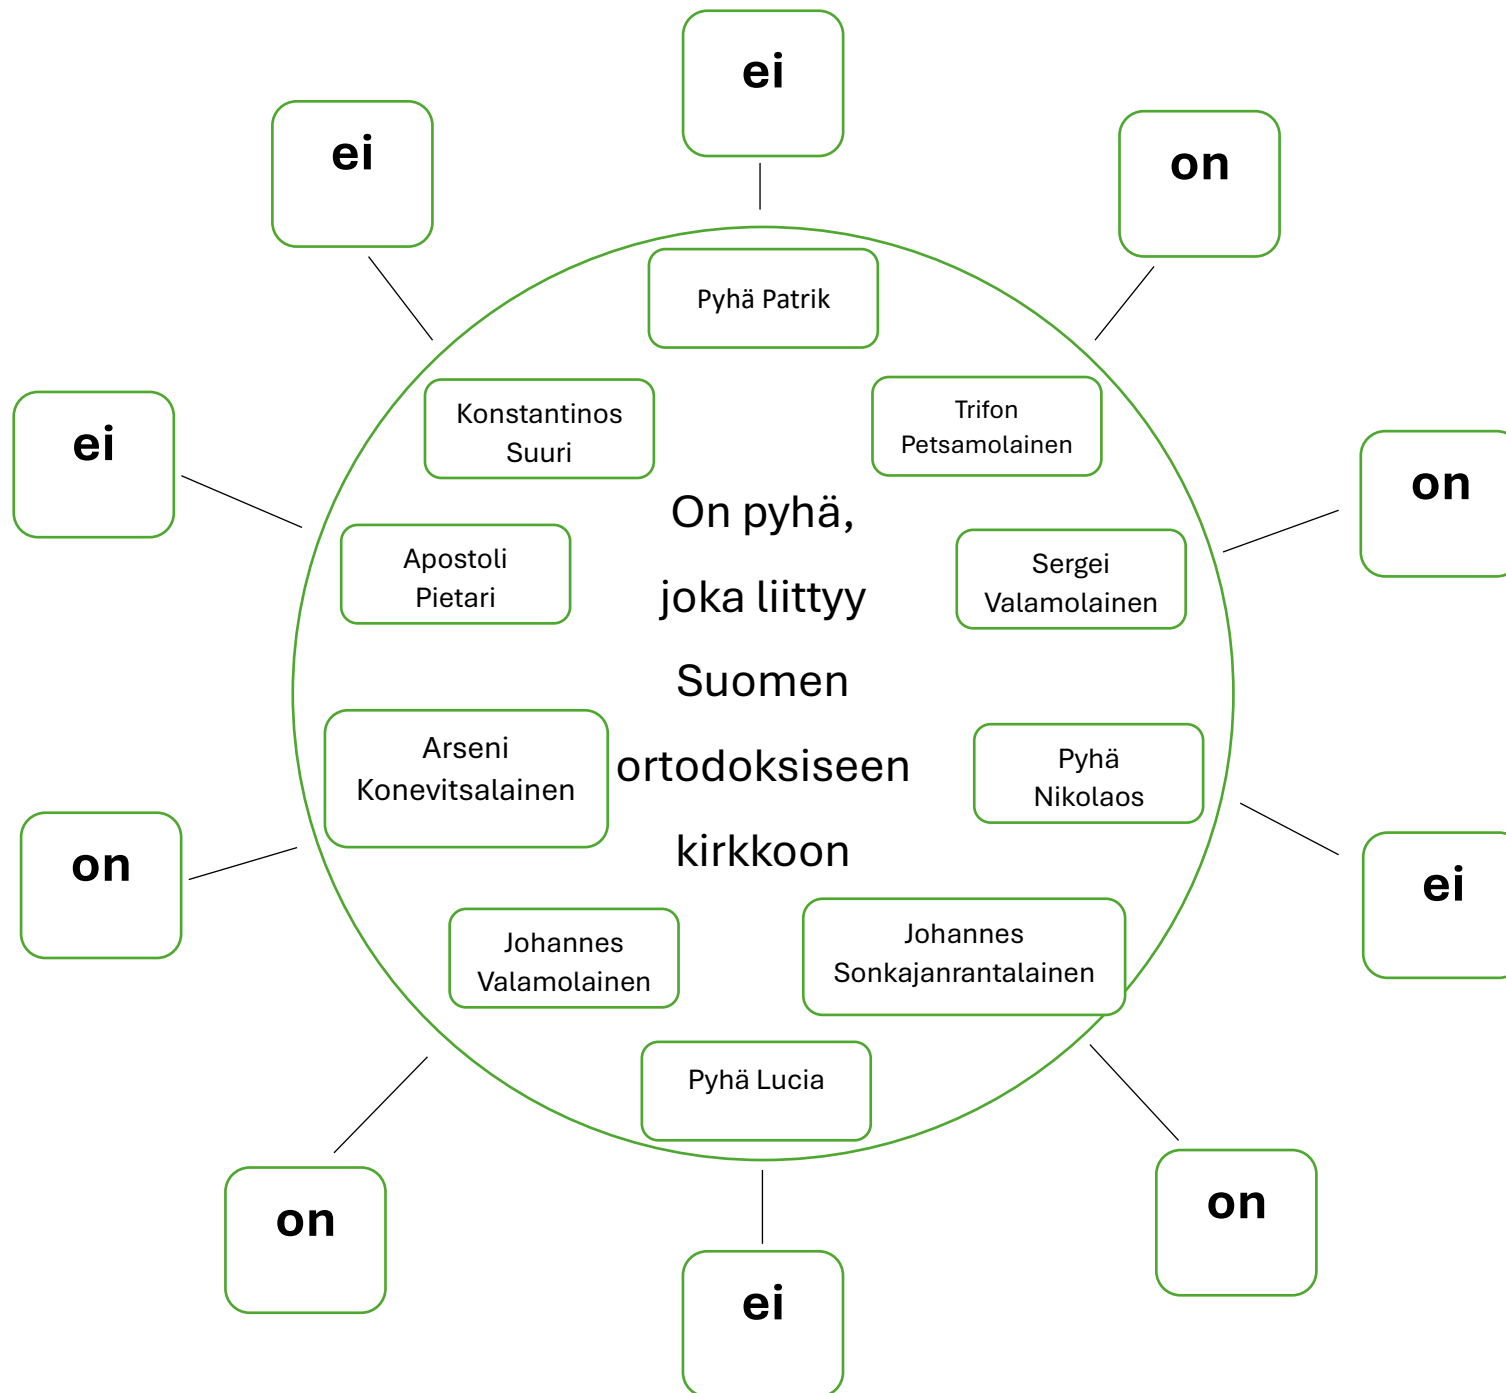 ei
ei
on
Pyhä Patrik
Konstantinos
Suuri
Trifon
Petsamolainen
ei
on
On pyhä,
joka liittyy
Suomen
ortodoksiseen
kirkkoon
Apostoli
Pietari
Sergei
Valamolainen
Arseni
Konevitsalainen
Pyhä
Nikolaos
on
ei
Johannes
Valamolainen
Johannes
Sonkajanrantalainen
Pyhä Lucia
on
on
ei